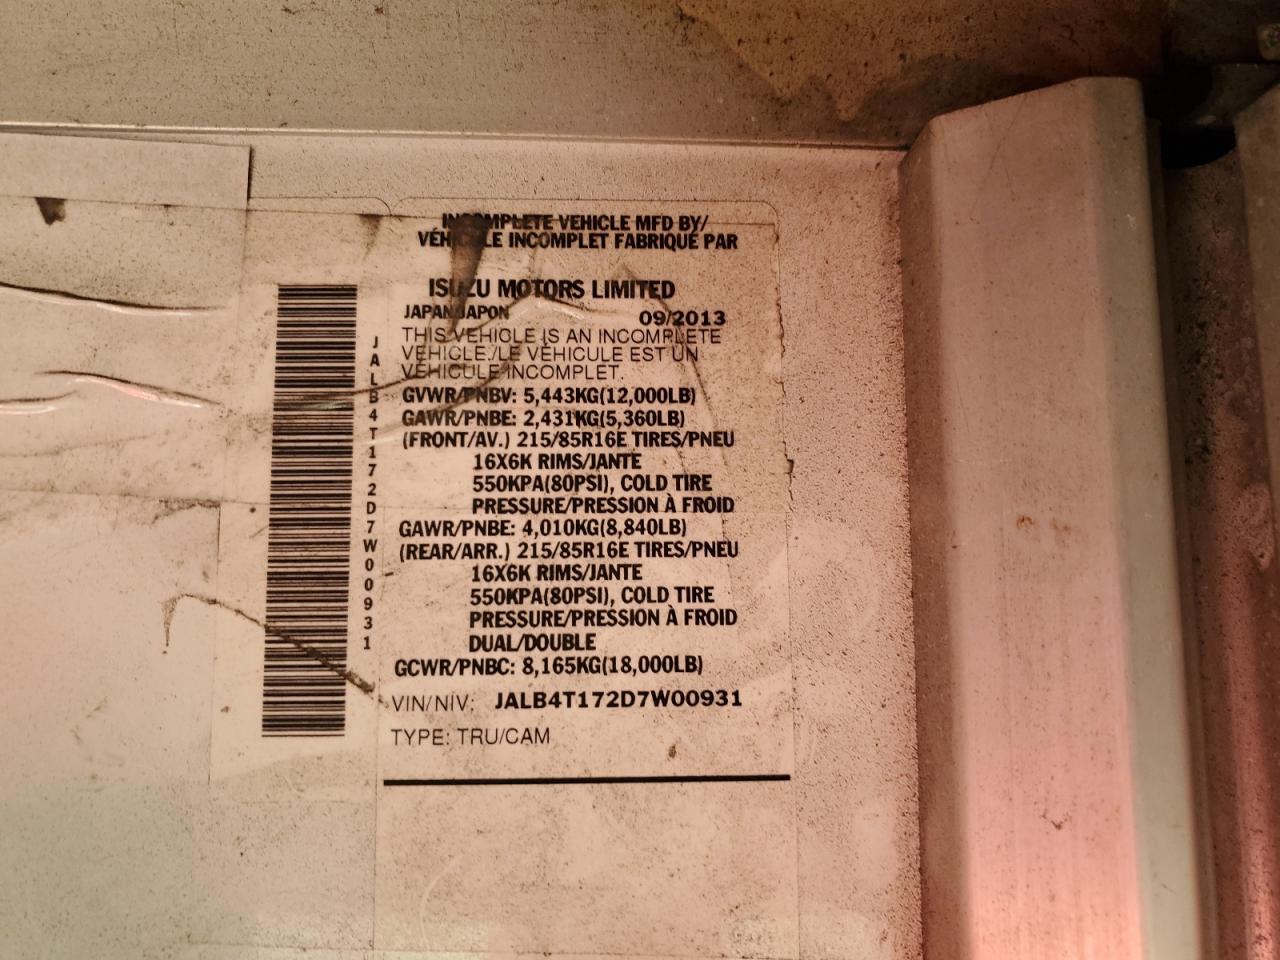 INCOMPLETE VEHICLE MFD BY/
VÉHICULE INCOMPLET FABRIQUÉ PAR
ISUZU MOTORS LIMITED
JAPAN/JAPON 09/2013
THIS VEHICLE IS AN INCOMPLETE
VEHICLE./LE VÉHICULE EST UN
VÉHICULE INCOMPLET.
GVWR/PNBV: 5,443KG(12,000LB)
GAWR/PNBE: 2,431KG(5,360LB)
(FRONT/AV.) 215/85R16E TIRES/PNEU
16X6K RIMS/JANTE
550KPA(80PSI), COLD TIRE
PRESSURE/PRESSION À FROID
GAWR/PNBE: 4,010KG(8,840LB)
(REAR/ARR.) 215/85R16E TIRES/PNEU
16X6K RIMS/JANTE
550KPA(80PSI), COLD TIRE
PRESSURE/PRESSION À FROID
DUAL/DOUBLE
GCWR/PNBC: 8,165KG(18,000LB)
VIN/NIV: JALB4T172D7W00931
TYPE: TRU/CAM
JALB4T172D7W00931